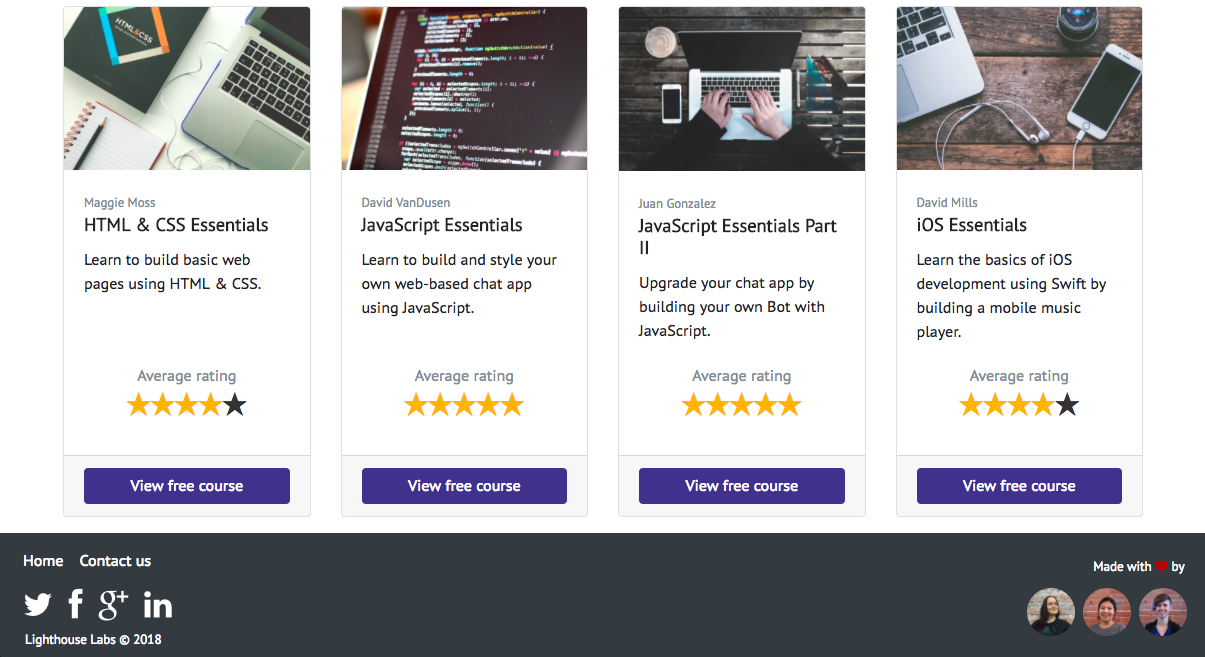 HTML&CSS
Maggie Moss
HTML & CSS Essentials
Learn to build basic web
pages using HTML & CSS.
Average rating
View free course
David VanDusen
JavaScript Essentials
Learn to build and style your
own web-based chat app
using JavaScript.
Average rating
View free course
Juan Gonzalez
JavaScript Essentials Part
II
Upgrade your chat app by
building your own Bot with
JavaScript.
Average rating
View free course
David Mills
iOS Essentials
Learn the basics of iOS
development using Swift by
building a mobile music
player.
Average rating
View free course
Home Contact us
Lighthouse Labs © 2018
Made with ❤ by